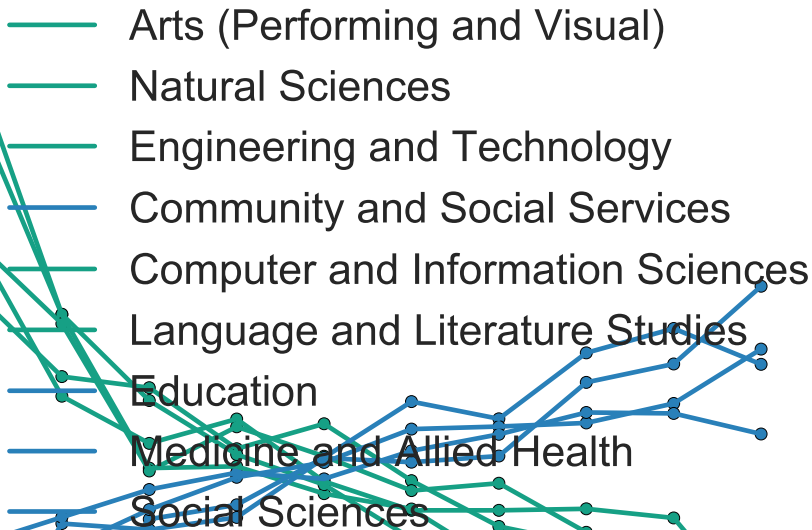 Arts (Performing and Visual)
Natural Sciences
Engineering and Technology
Community and Social Services
Computer and Information Sciences
Language and Literature Studies
Education
Medicine and Allied Health
Social Sciences